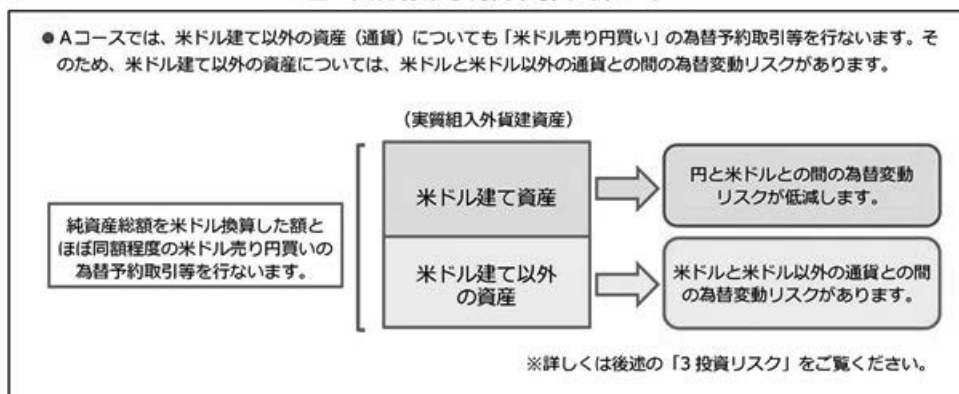 ●Aコースでは、米ドル建て以外の資産（通貨）についても「米ドル売り円買い」の為替予約取引等を行ないます。そ
のため、米ドル建て以外の資産については、米ドルと米ドル以外の通貨との間の為替変動リスクがあります。
（実質組入外貨建資産）
純資産総額を米ドル換算した額と
ほぼ同額程度の米ドル売り円買いの
為替予約取引等を行ないます。
米ドル建て資産
円と米ドルとの間の為替変動
リスクが低減します。
米ドル建て以外
の資産
米ドルと米ドル以外の通貨との間
の為替変動リスクがあります。
※詳しくは後述の「3 投資リスク」をご覧ください。